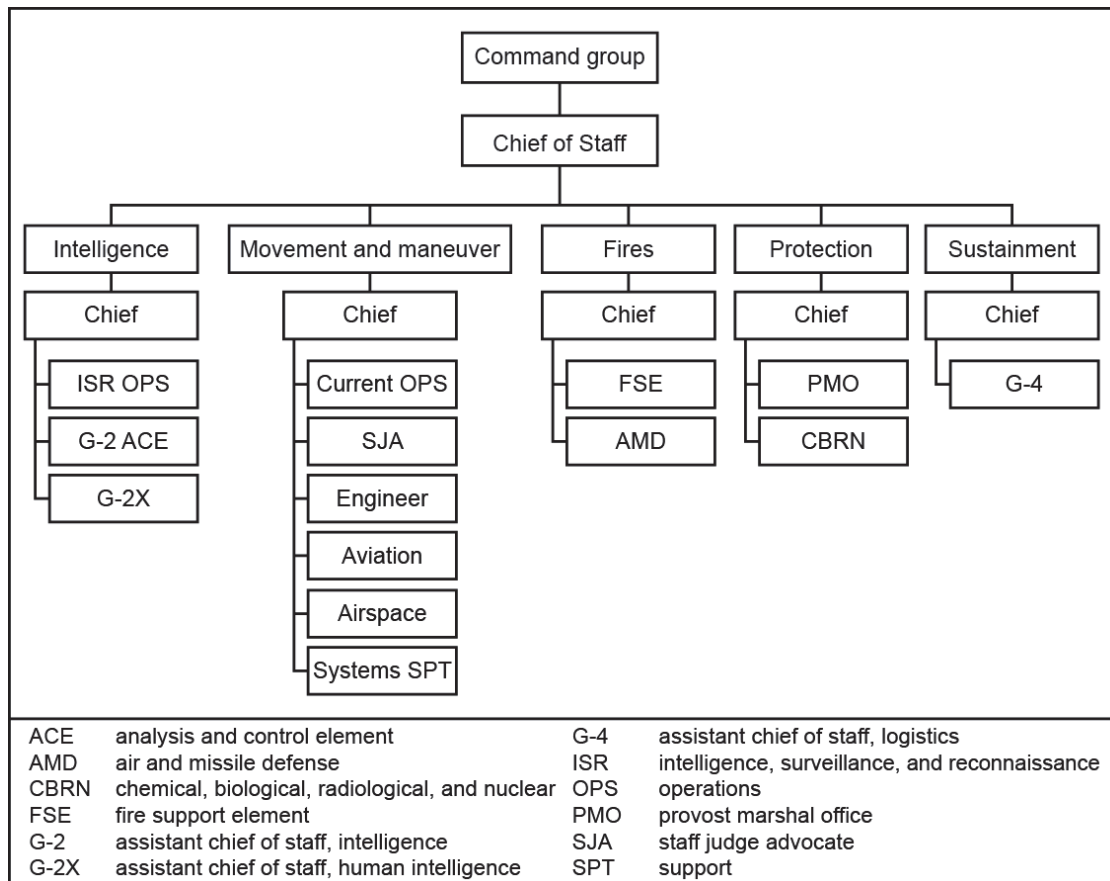 Command group
Chief of Staff
Intelligence
Movement and maneuver
Fires
Protection
Sustainment
Chief
Chief
Chief
Chief
Chief
ISR OPS
Current OPS
FSE
PMO
G-4
G-2 ACE
SJA
AMD
CBRN
G-2X
Engineer
Aviation
Airspace
Systems SPT
ACE analysis and control element
AMD air and missile defense
CBRN chemical, biological, radiological, and nuclear
FSE fire support element
G-2 assistant chief of staff, intelligence
G-2X assistant chief of staff, human intelligence
G-4 assistant chief of staff, logistics
ISR intelligence, surveillance, and reconnaissance
OPS operations
PMO provost marshal office
SJA staff judge advocate
SPT support